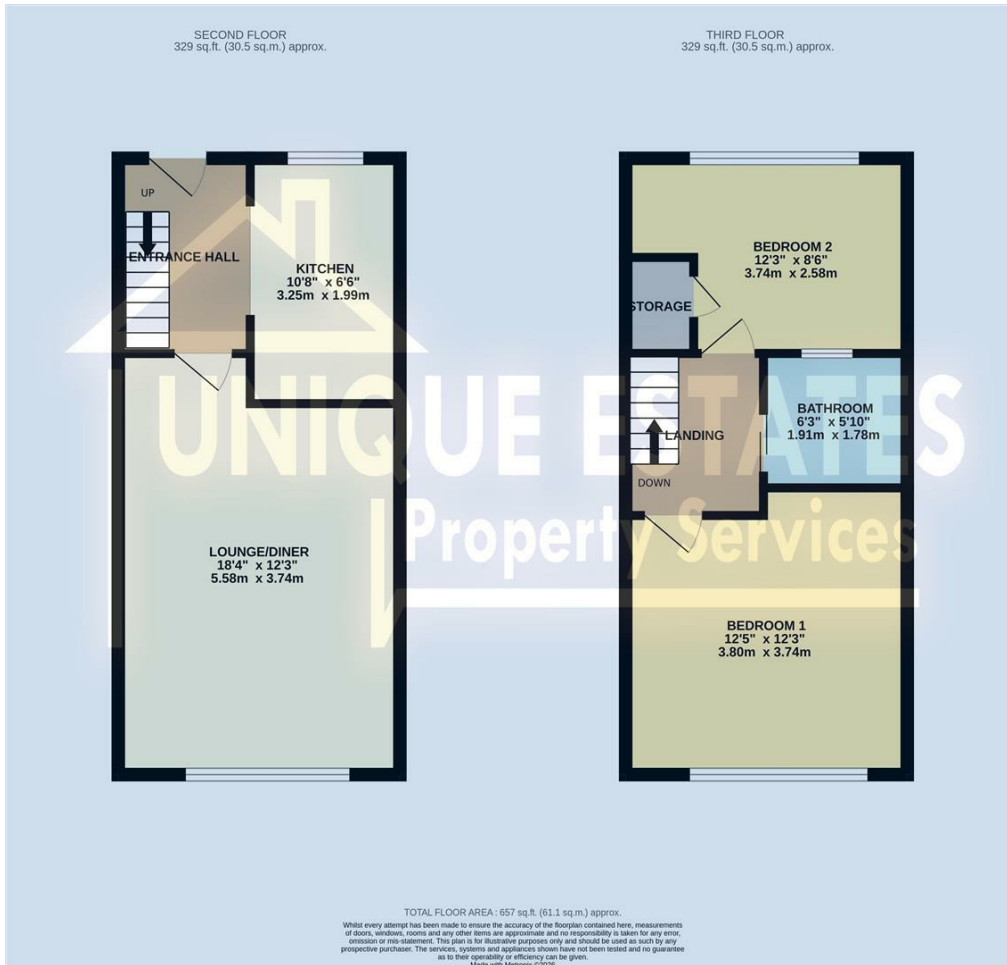 SECOND FLOOR
329 sq.ft. (30.5 sq.m.) approx.
UP
ENTRANCE HALL
KITCHEN
10'8" x 6'6"
3.25m x 1.99m
LOUNGE/DINER
18'4" x 12'3"
5.58m x 3.74m
THIRD FLOOR
329 sq.ft. (30.5 sq.m.) approx.
BEDROOM 2
12'3" x 8'6"
3.74m x 2.58m
STORAGE
BATHROOM
6'3" x 5'10"
1.91m x 1.78m
LANDING
DOWN
BEDROOM 1
12'5" x 12'3"
3.80m x 3.74m
UNIQUE ESTATES
Property Services
TOTAL FLOOR AREA : 657 sq.ft. (61.1 sq.m.) approx.
Whilst every attempt has been made to ensure the accuracy of the floorplan contained here, measurements
of doors, windows, rooms and any other items are approximate and no responsibility is taken for any error,
omission or mis-statement. This plan is for illustrative purposes only and should be used as such by any
prospective purchaser. The services, systems and appliances shown have not been tested and no guarantee
as to their operability or efficiency can be given.
Made with Metropix ©2026